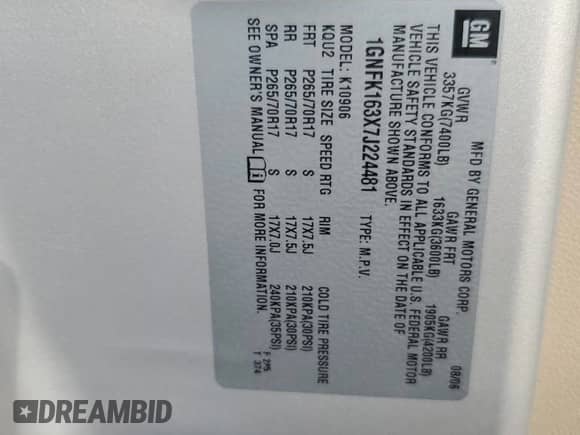 GM
MFD BY GENERAL MOTORS CORP. 08/06
GVWR GAWR FRT GAWR RR
3357KG(7400LB) 1633KG(3600LB) 1905KG(4200LB)
THIS VEHICLE CONFORMS TO ALL APPLICABLE U.S. FEDERAL MOTOR
VEHICLE SAFETY STANDARDS IN EFFECT ON THE DATE OF
MANUFACTURE SHOWN ABOVE.
1GNFK163X7J224481 TYPE: M.P.V.
MODEL: K10906
KQU2 TIRE SIZE SPEED RTG RIM COLD TIRE PRESSURE
FRT P265/70R17 S 17X7.5J 210KPA(30PSI)
RR P265/70R17 S 17X7.5J 210KPA(30PSI)
SPA P265/70R17 S 17X7.0J 240KPA(35PSI)
SEE OWNER'S MANUAL i FOR MORE INFORMATION.
F 2P5
T 374
DREAMBID